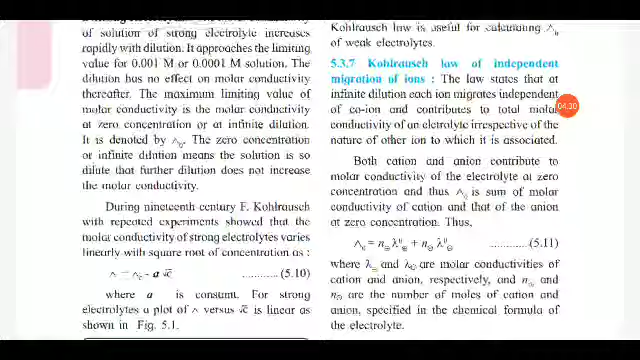 of solution of strong electrolyte increases
rapidly with dilution. It approaches the limiting
value for 0.001 M or 0.0001 M solution. The
dilution has no effect on molar conductivity
thereafter. The maximum limiting value of
molar conductivity is the molar conductivity
at zero concentration or at infinite dilution.
It is denoted by ∧₀. The zero concentration
or infinite dilution means the solution is so
dilute that further dilution does not increase
the molar conductivity.
During nineteenth century F. Kohlrausch
with repeated experiments showed that the
molar conductivity of strong electrolytes varies
linearly with square root of concentration as :
∧ = ∧₀ - a √c ........... (5.10)
where a is constant. For strong
electrolytes a plot of ∧ versus √c is linear as
shown in Fig. 5.1.
Kohlrausch law is useful for calculating ∧₀
of weak electrolytes.
5.3.7 Kohlrausch law of independent
migration of ions : The law states that at
infinite dilution each ion migrates independent
of co-ion and contributes to total molar
conductivity of an eletrolyte irrespective of the
nature of other ion to which it is associated.
Both cation and anion contribute to
molar conductivity of the electrolyte at zero
concentration and thus ∧₀ is sum of molar
conductivity of cation and that of the anion
at zero concentration. Thus,
∧₀ = n⊕ λ⁰⊕ + n⊖ λ⁰⊖ ............(5.11)
where λ⊕ and λ⊖ are molar conductivities of
cation and anion, respectively, and n⊕ and
n⊖ are the number of moles of cation and
anion, specified in the chemical formula of
the electrolyte.